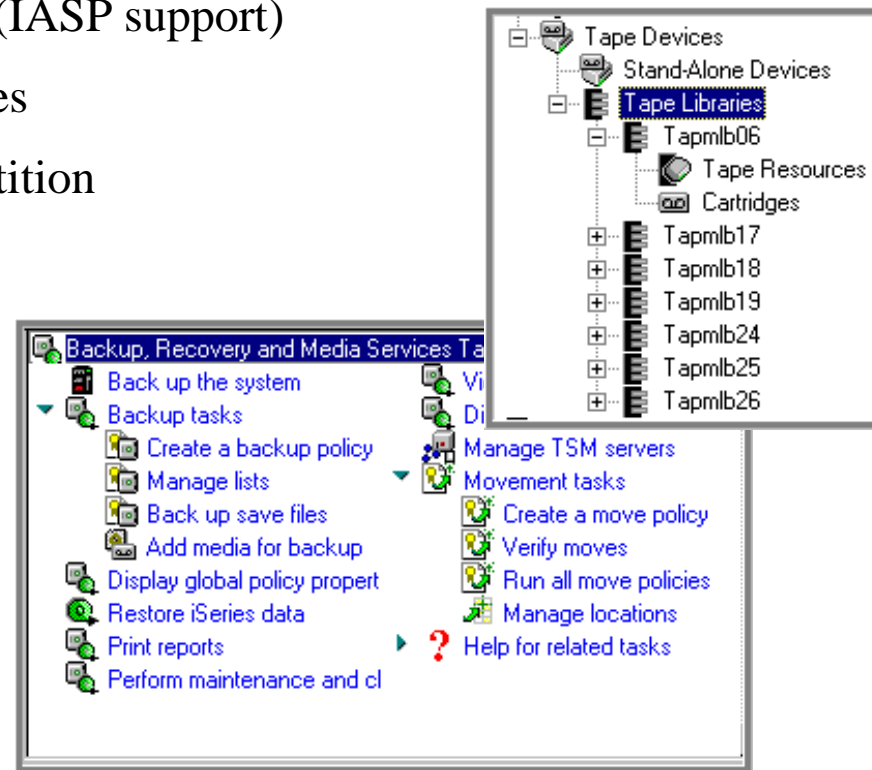 (IASP support)
es
tition
Tape Devices
Stand-Alone Devices
Tape Libraries
Tapmlb06
Tape Resources
Cartridges
Tapmlb17
Tapmlb18
Tapmlb19
Tapmlb24
Tapmlb25
Tapmlb26
Backup, Recovery and Media Services Ta
Back up the system
Backup tasks
Create a backup policy
Manage lists
Back up save files
Add media for backup
Display global policy propert
Restore iSeries data
Print reports
Perform maintenance and cl
Vi
Di
Manage TSM servers
Movement tasks
Create a move policy
Verify moves
Run all move policies
Manage locations
? Help for related tasks